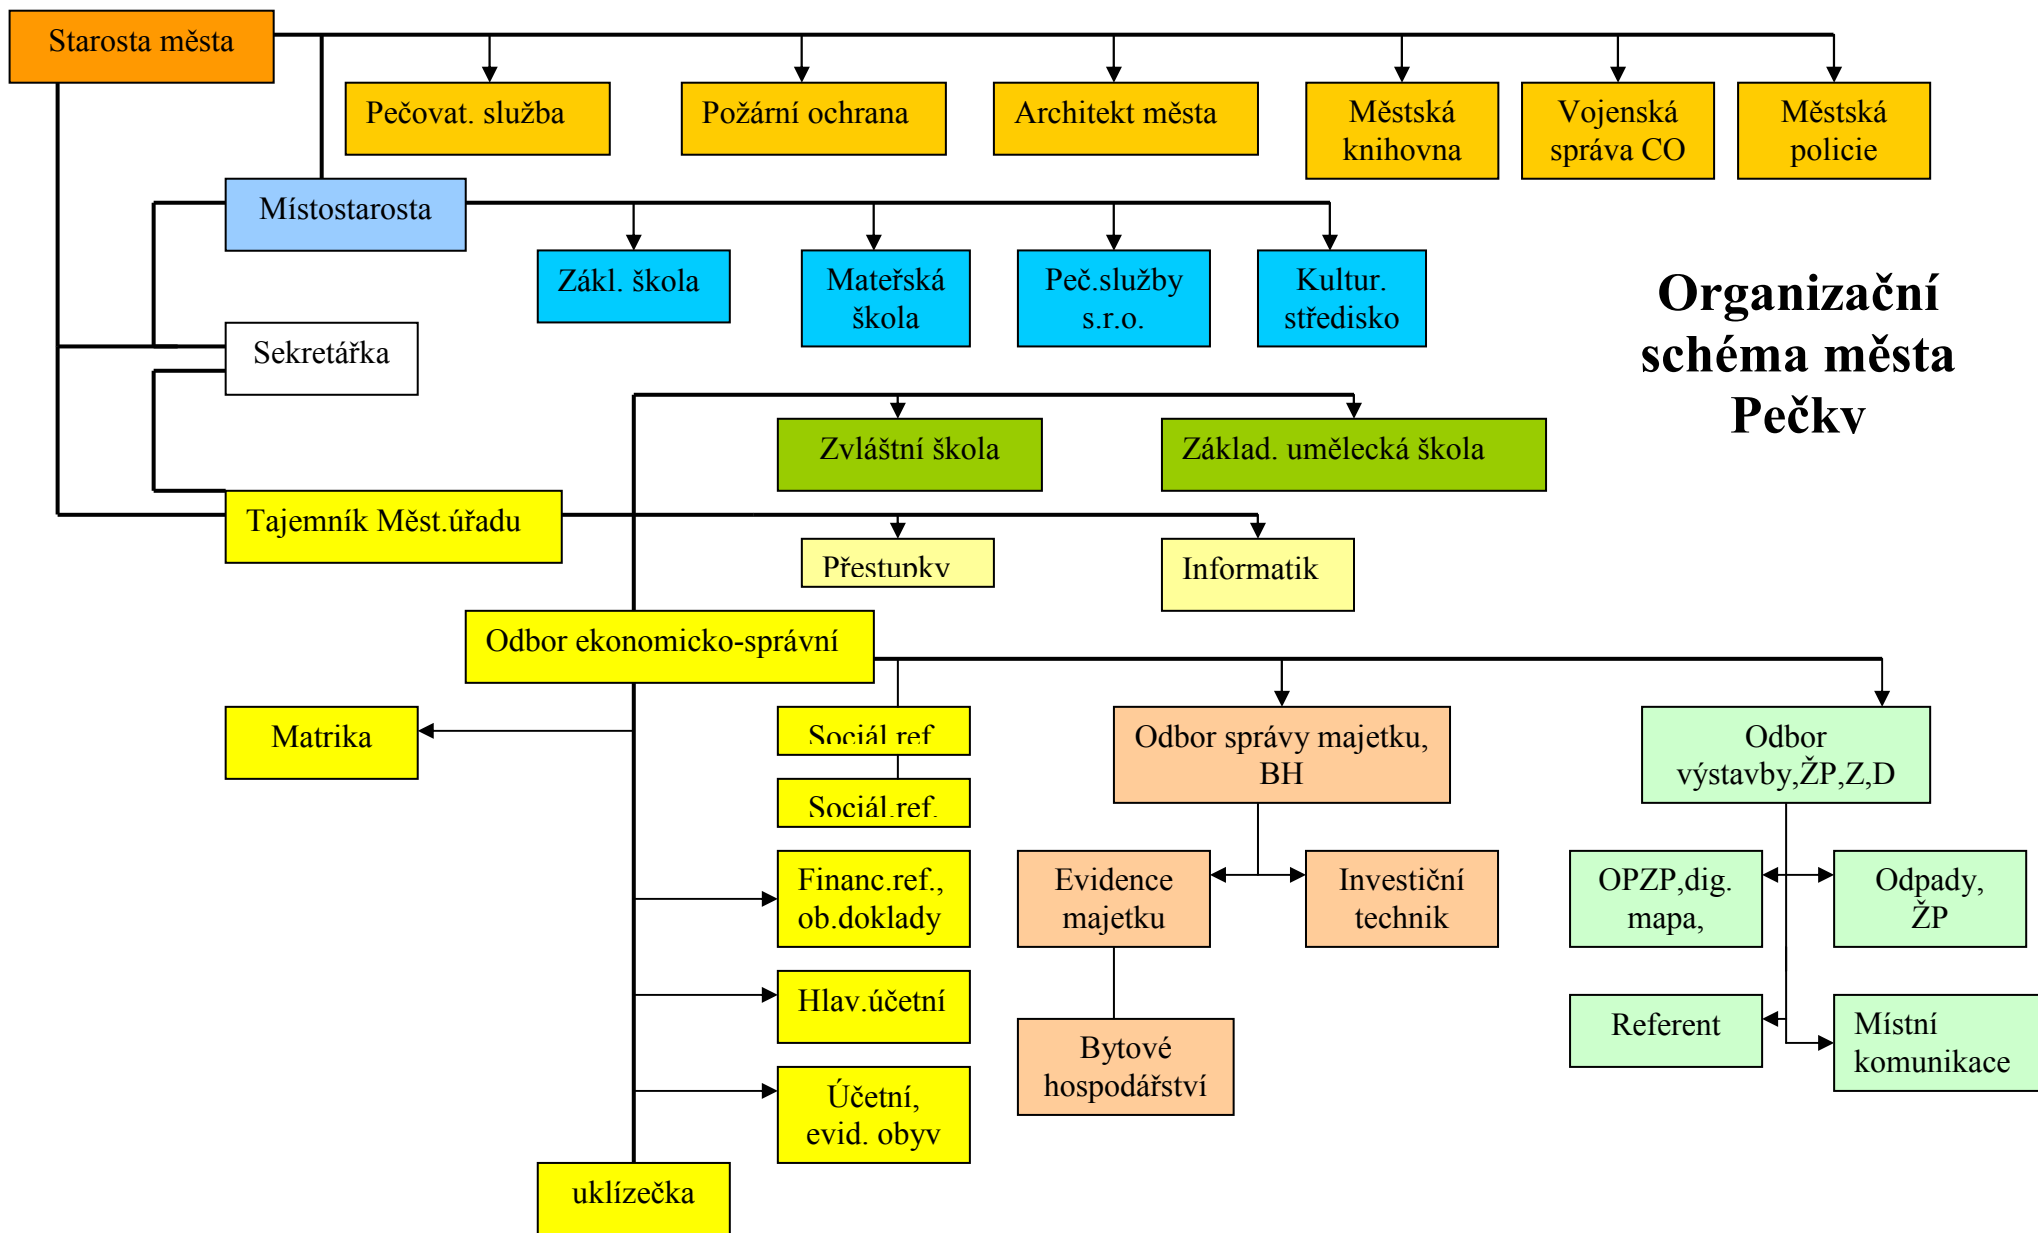 Starosta města
Pečovat. služba
Požární ochrana
Architekt města
Městská
knihovna
Vojenská
správa CO
Městská
policie
Místostarosta
Zákl. škola
Mateřská
škola
Peč.služby
s.r.o.
Kultur.
středisko
Organizační
schéma města
Pečky
Sekretářka
Zvláštní škola
Základ. umělecká škola
Tajemník Měst.úřadu
Přestupky
Informatik
Odbor ekonomicko-správní
Matrika
Sociál.ref.
Sociál.ref.
Odbor správy majetku,
BH
Odbor
výstavby,ŽP,Z,D
Financ.ref.,
ob.doklady
Evidence
majetku
Investiční
technik
OPZP,dig.
mapa,
Odpady,
ŽP
Hlav.účetní
Bytové
hospodářství
Referent
Místní
komunikace
Účetní,
evid. obyv
uklízečka